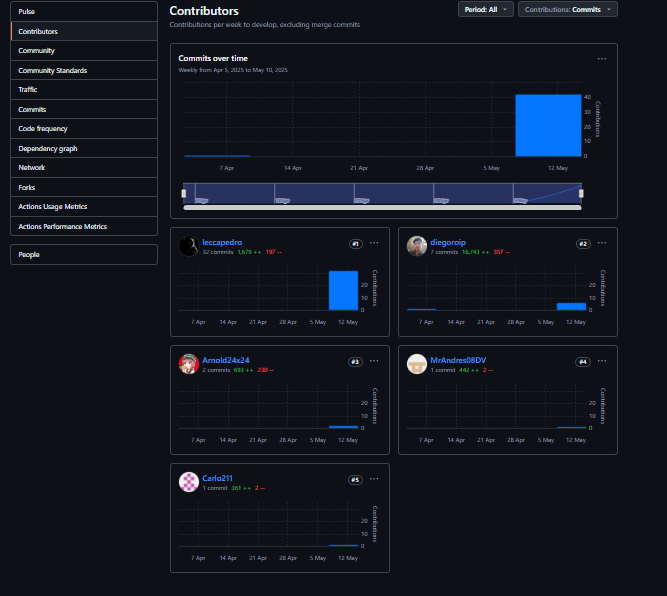 Pulse
Contributors
Community
Community Standards
Traffic
Commits
Code frequency
Dependency graph
Network
Forks
Actions Usage Metrics
Actions Performance Metrics
People
Contributors
Period: All
Contributions: Commits
Contributions per week to develop, excluding merge commits
Commits over time
Weekly from Apr 5, 2025 to May 10, 2025
40
30
20
10
0
Contributions
7 Apr 14 Apr 21 Apr 28 Apr 5 May 12 May
leccapedro #1
32 commits 1,679 ++ 197 --
20
10
0
Contributions
7 Apr 14 Apr 21 Apr 28 Apr 5 May 12 May
diegoroip #2
7 commits 16,743 ++ 357 --
20
10
0
Contributions
7 Apr 14 Apr 21 Apr 28 Apr 5 May 12 May
Arnold24x24 #3
2 commits 693 ++ 230 --
20
10
0
Contributions
7 Apr 14 Apr 21 Apr 28 Apr 5 May 12 May
MrAndres08DV #4
1 commit 442 ++ 2 --
20
10
0
Contributions
7 Apr 14 Apr 21 Apr 28 Apr 5 May 12 May
Carlo211 #5
1 commit 361 ++ 2 --
20
10
0
Contributions
7 Apr 14 Apr 21 Apr 28 Apr 5 May 12 May